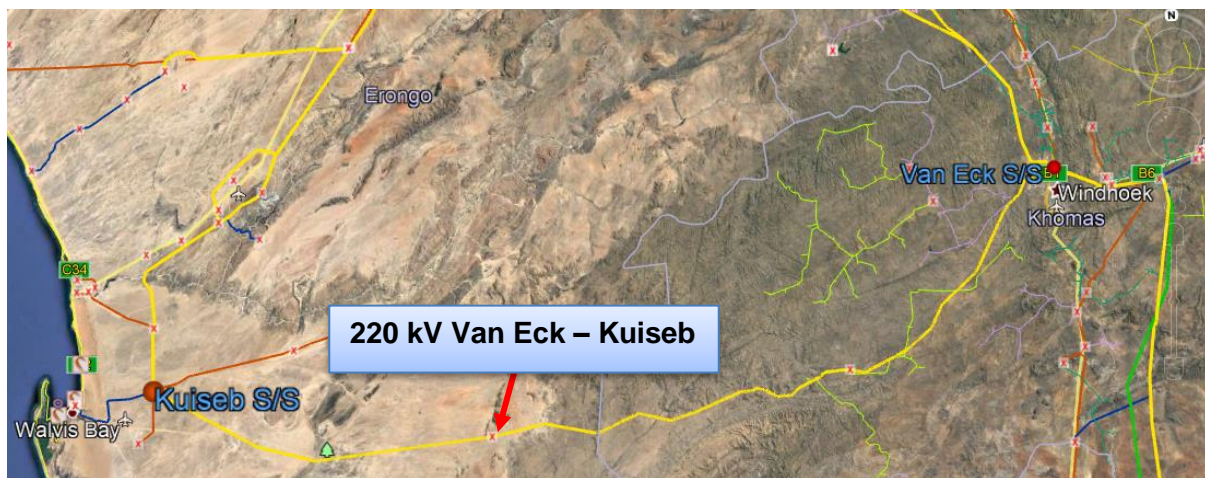 N
Erongo
Van Eck S/S
B1
B6
Windhoek
Khomas
C34
220 kV Van Eck – Kuiseb
Kuiseb S/S
Walvis Bay